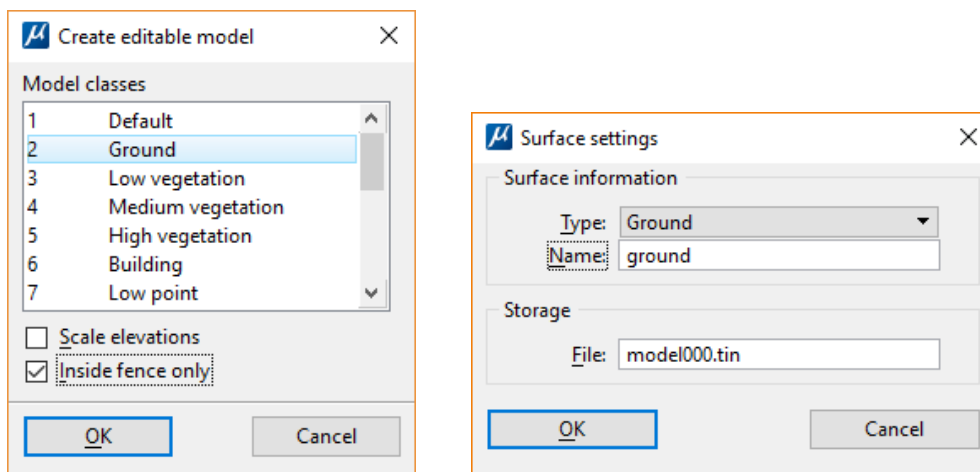 Create editable model
Model classes
1 Default
2 Ground
3 Low vegetation
4 Medium vegetation
5 High vegetation
6 Building
7 Low point
Scale elevations
Inside fence only
OK Cancel
Surface settings
Surface information
Type: Ground
Name: ground
Storage
File: model000.tin
OK Cancel